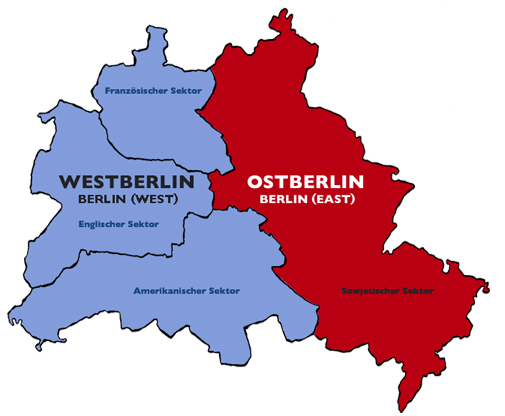 Französischer Sektor
WESTBERLIN
BERLIN (WEST)
OSTBERLIN
BERLIN (EAST)
Englischer Sektor
Amerikanischer Sektor
Sowjetischer Sektor